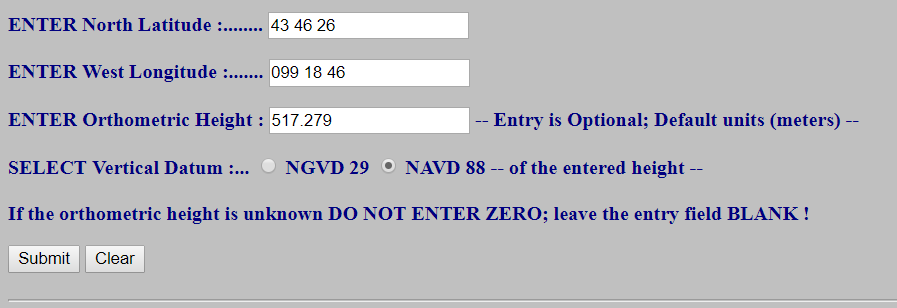 ENTER North Latitude :........ 43 46 26
ENTER West Longitude :....... 099 18 46
ENTER Orthometric Height : 517.279 -- Entry is Optional; Default units (meters) --
SELECT Vertical Datum :... NGVD 29 NAVD 88 -- of the entered height --
If the orthometric height is unknown DO NOT ENTER ZERO; leave the entry field BLANK !
Submit Clear